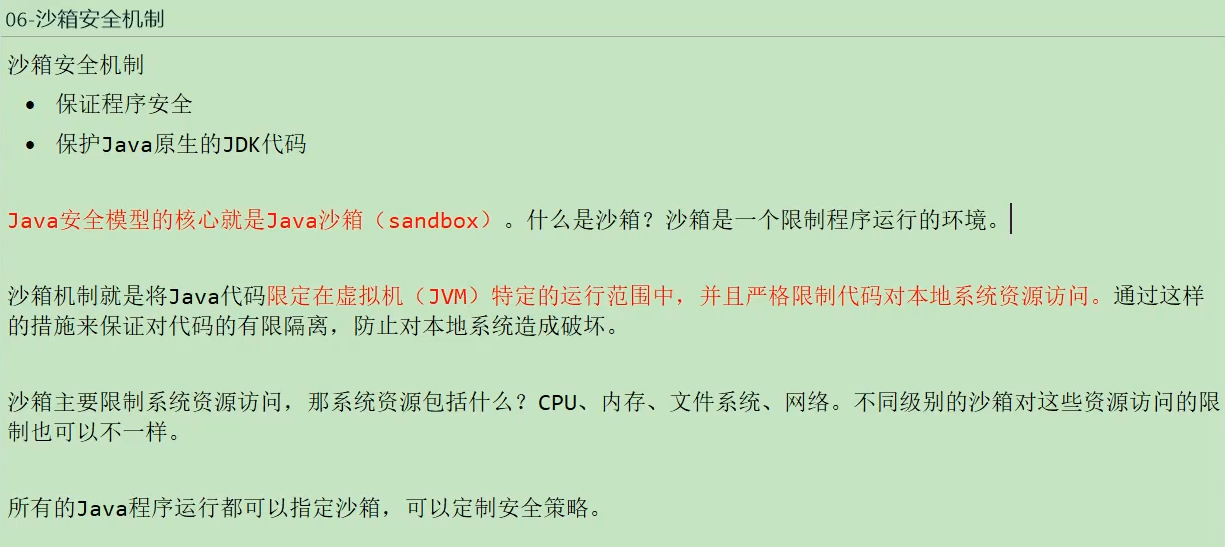 06-沙箱安全机制
沙箱安全机制
• 保证程序安全
• 保护Java原生的JDK代码
Java安全模型的核心就是Java沙箱（sandbox）。什么是沙箱？沙箱是一个限制程序运行的环境。
沙箱机制就是将Java代码限定在虚拟机（JVM）特定的运行范围中，并且严格限制代码对本地系统资源访问。通过这样
的措施来保证对代码的有限隔离，防止对本地系统造成破坏。
沙箱主要限制系统资源访问，那系统资源包括什么？CPU、内存、文件系统、网络。不同级别的沙箱对这些资源访问的限
制也可以不一样。
所有的Java程序运行都可以指定沙箱，可以定制安全策略。